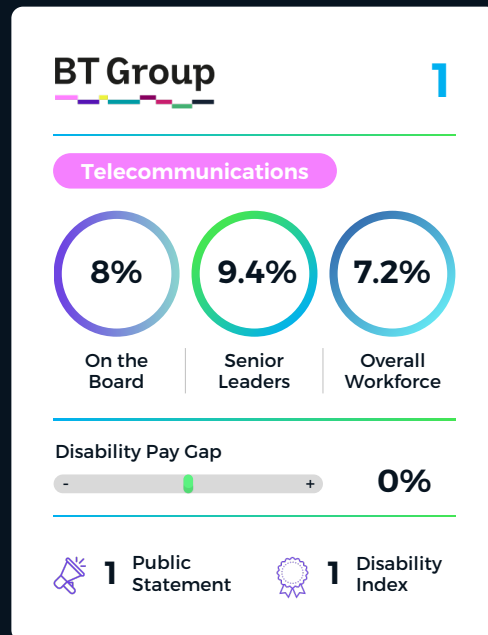 BT Group
1
Telecommunications
8%
9.4%
7.2%
On the
Board
Senior
Leaders
Overall
Workforce
Disability Pay Gap
-
+
0%
1
Public
Statement
1
Disability
Index